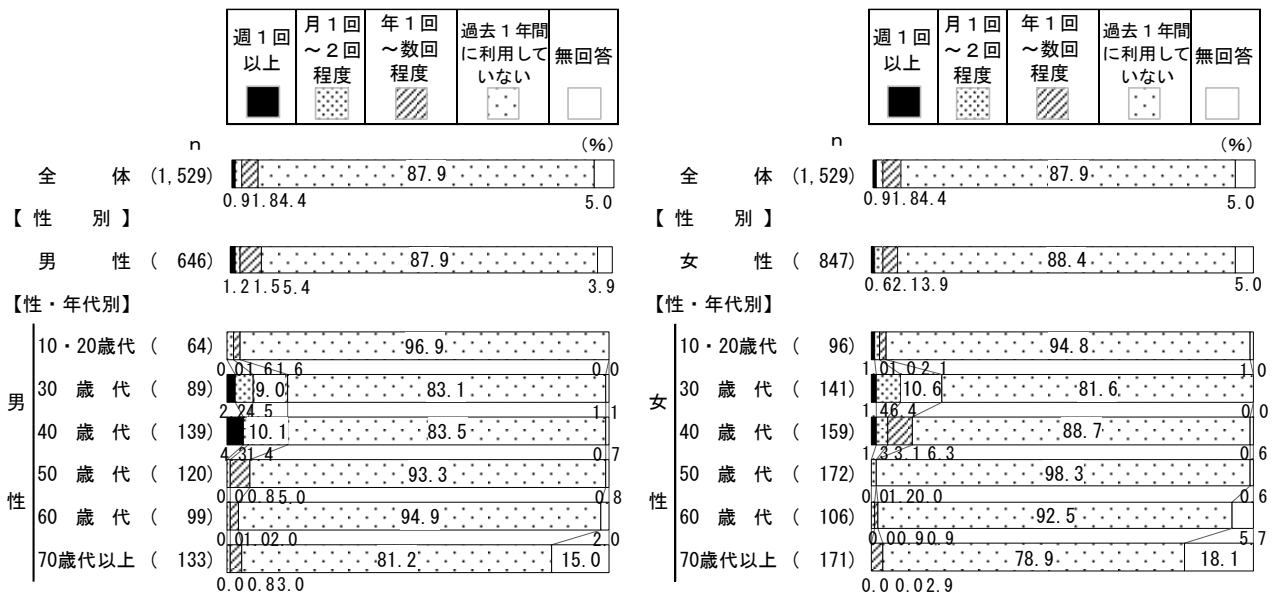 週1回以上 月1回～2回程度 年1回～数回程度 過去1年間に利用していない 無回答
n (%)
全体 (1,529) 87.9
0.9 1.8 4.4 5.0
【性別】
男性 (646) 87.9
1.2 1.5 5.4 3.9
【性・年代別】
男性
10・20歳代 (64) 96.9
0.0 1.6 1.6 0.0
30歳代 (89) 9.0 83.1
2.2 4.5 1.1
40歳代 (139) 10.1 83.5
4.3 1.4 0.7
50歳代 (120) 93.3
0.0 0.8 5.0 0.8
60歳代 (99) 94.9
0.0 1.0 2.0 2.0
70歳代以上 (133) 81.2 15.0
0.0 0.8 3.0
週1回以上 月1回～2回程度 年1回～数回程度 過去1年間に利用していない 無回答
n (%)
全体 (1,529) 87.9
0.9 1.8 4.4 5.0
【性別】
女性 (847) 88.4
0.6 2.1 3.9 5.0
【性・年代別】
女性
10・20歳代 (96) 94.8
1.0 1.0 2.1 1.0
30歳代 (141) 10.6 81.6
1.4 6.4 0.0
40歳代 (159) 88.7
1.3 3.1 6.3 0.6
50歳代 (172) 98.3
0.0 1.2 0.0 0.6
60歳代 (106) 92.5
0.0 0.9 0.9 5.7
70歳代以上 (171) 78.9 18.1
0.0 0.0 2.9